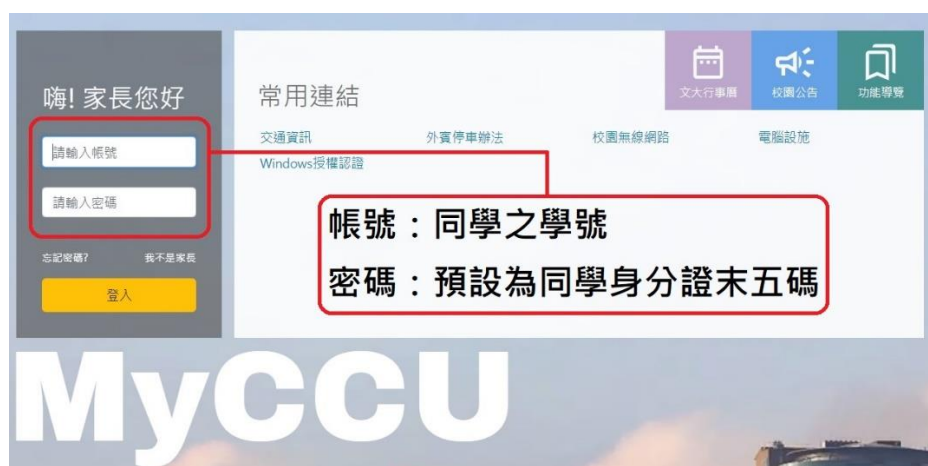 嗨! 家長您好
請輸入帳號
請輸入密碼
忘記密碼? 我不是家長
登入
常用連結
文大行事曆 校園公告 功能導覽
交通資訊 外賓停車辦法 校園無線網路 電腦設施
Windows授權認證
帳號：同學之學號
密碼：預設為同學身分證末五碼
MyCCU